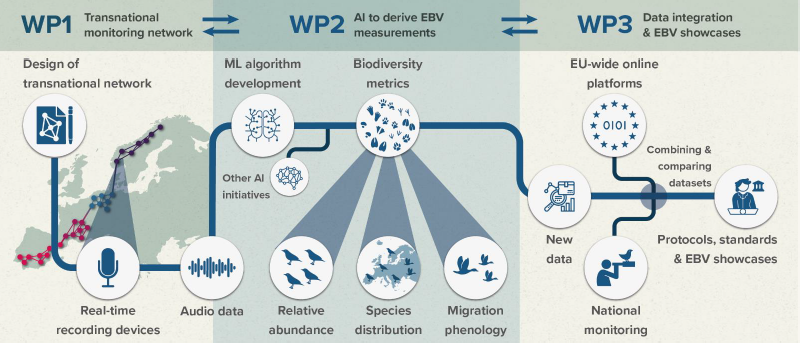 WP1 Transnational
monitoring network
WP2 AI to derive EBV
measurements
WP3 Data integration
& EBV showcases
Design of
transnational network
Real-time
recording devices
Audio data
ML algorithm
development
Other AI
initiatives
Biodiversity
metrics
Relative
abundance
Species
distribution
Migration
phenology
New
data
EU-wide online
platforms
0101
Combining &
comparing
datasets
National
monitoring
Protocols, standards
& EBV showcases